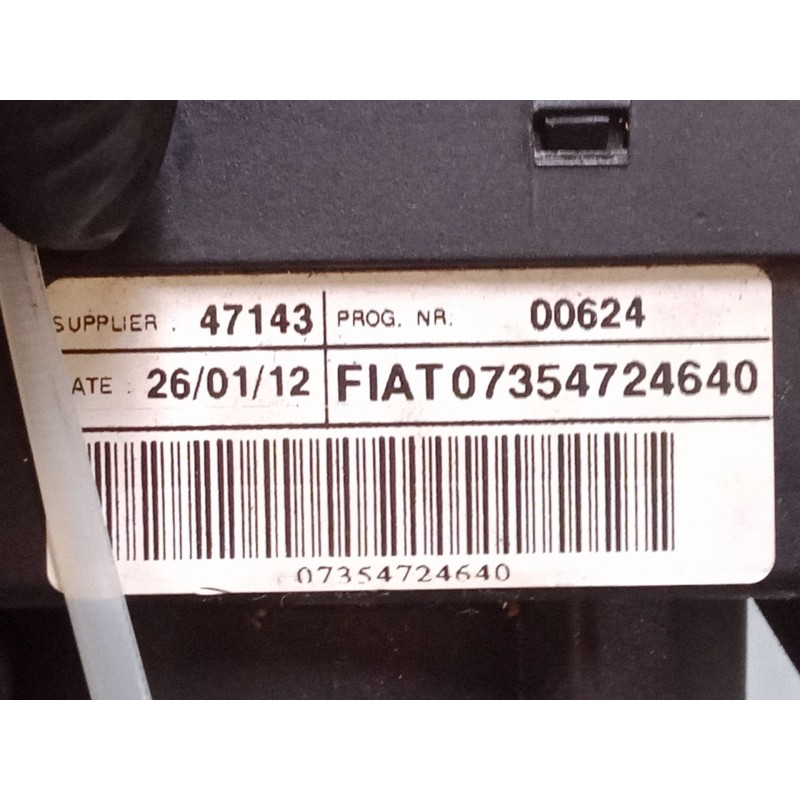 SUPPLIER : 47143 PROG. NR. 00624
ATE : 26/01/12 FIAT 07354724640
07354724640